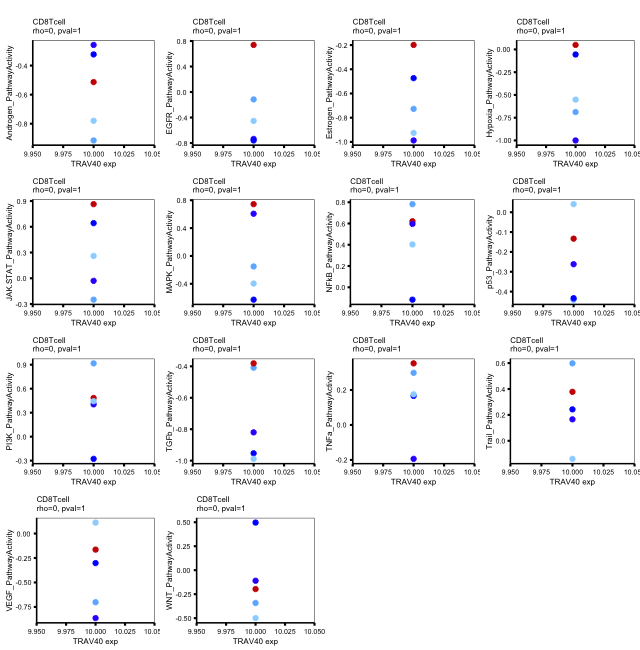 CD8Tcell
rho=0, pval=1
Androgen_PathwayActivity
-0.4
-0.6
-0.8
9.950 9.975 10.000 10.025 10.05
TRAV40 exp
CD8Tcell
rho=0, pval=1
EGFR_PathwayActivity
0.8
0.4
0.0
-0.4
-0.8
9.950 9.975 10.000 10.025 10.05
TRAV40 exp
CD8Tcell
rho=0, pval=1
Estrogen_PathwayActivity
-0.2
-0.4
-0.6
-0.8
-1.0
9.950 9.975 10.000 10.025 10.05
TRAV40 exp
CD8Tcell
rho=0, pval=1
Hypoxia_PathwayActivity
0.00
-0.25
-0.50
-0.75
-1.00
9.950 9.975 10.000 10.025 10.05
TRAV40 exp
CD8Tcell
rho=0, pval=1
JAK.STAT_PathwayActivity
0.9
0.6
0.3
0.0
-0.3
9.950 9.975 10.000 10.025 10.05
TRAV40 exp
CD8Tcell
rho=0, pval=1
MAPK_PathwayActivity
0.8
0.4
0.0
-0.4
9.950 9.975 10.000 10.025 10.05
TRAV40 exp
CD8Tcell
rho=0, pval=1
NFkB_PathwayActivity
0.8
0.6
0.4
0.2
0.0
9.950 9.975 10.000 10.025 10.05
TRAV40 exp
CD8Tcell
rho=0, pval=1
p53_PathwayActivity
0.0
-0.1
-0.2
-0.3
-0.4
9.950 9.975 10.000 10.025 10.05
TRAV40 exp
CD8Tcell
rho=0, pval=1
PI3K_PathwayActivity
0.9
0.6
0.3
0.0
-0.3
9.950 9.975 10.000 10.025 10.05
TRAV40 exp
CD8Tcell
rho=0, pval=1
TGFb_PathwayActivity
-0.4
-0.6
-0.8
-1.0
9.950 9.975 10.000 10.025 10.05
TRAV40 exp
CD8Tcell
rho=0, pval=1
TNFa_PathwayActivity
0.2
0.0
-0.2
9.950 9.975 10.000 10.025 10.05
TRAV40 exp
CD8Tcell
rho=0, pval=1
Trail_PathwayActivity
0.6
0.4
0.2
0.0
9.950 9.975 10.000 10.025 10.05
TRAV40 exp
CD8Tcell
rho=0, pval=1
VEGF_PathwayActivity
0.00
-0.25
-0.50
-0.75
9.950 9.975 10.000 10.025 10.05
TRAV40 exp
CD8Tcell
rho=0, pval=1
WNT_PathwayActivity
0.50
0.25
0.00
-0.25
-0.50
9.950 9.975 10.000 10.025 10.050
TRAV40 exp